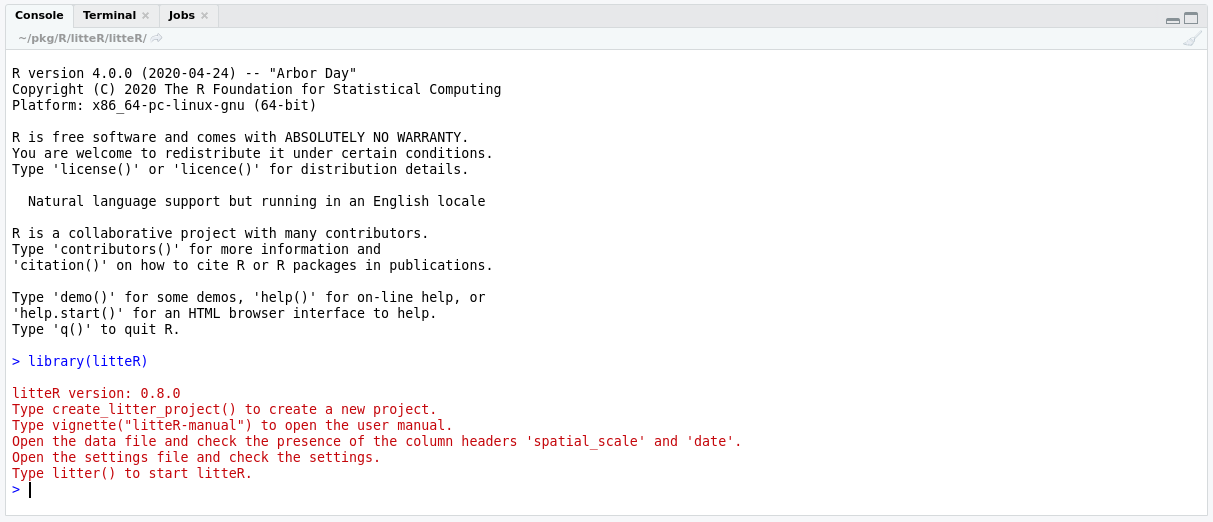 Console Terminal Jobs
~/pkg/R/litteR/litteR/
R version 4.0.0 (2020-04-24) -- "Arbor Day"
Copyright (C) 2020 The R Foundation for Statistical Computing
Platform: x86_64-pc-linux-gnu (64-bit)
R is free software and comes with ABSOLUTELY NO WARRANTY.
You are welcome to redistribute it under certain conditions.
Type 'license()' or 'licence()' for distribution details.
Natural language support but running in an English locale
R is a collaborative project with many contributors.
Type 'contributors()' for more information and
'citation()' on how to cite R or R packages in publications.
Type 'demo()' for some demos, 'help()' for on-line help, or
'help.start()' for an HTML browser interface to help.
Type 'q()' to quit R.
> library(litteR)
litteR version: 0.8.0
Type create_litter_project() to create a new project.
Type vignette("litteR-manual") to open the user manual.
Open the data file and check the presence of the column headers 'spatial_scale' and 'date'.
Open the settings file and check the settings.
Type litter() to start litteR.
>